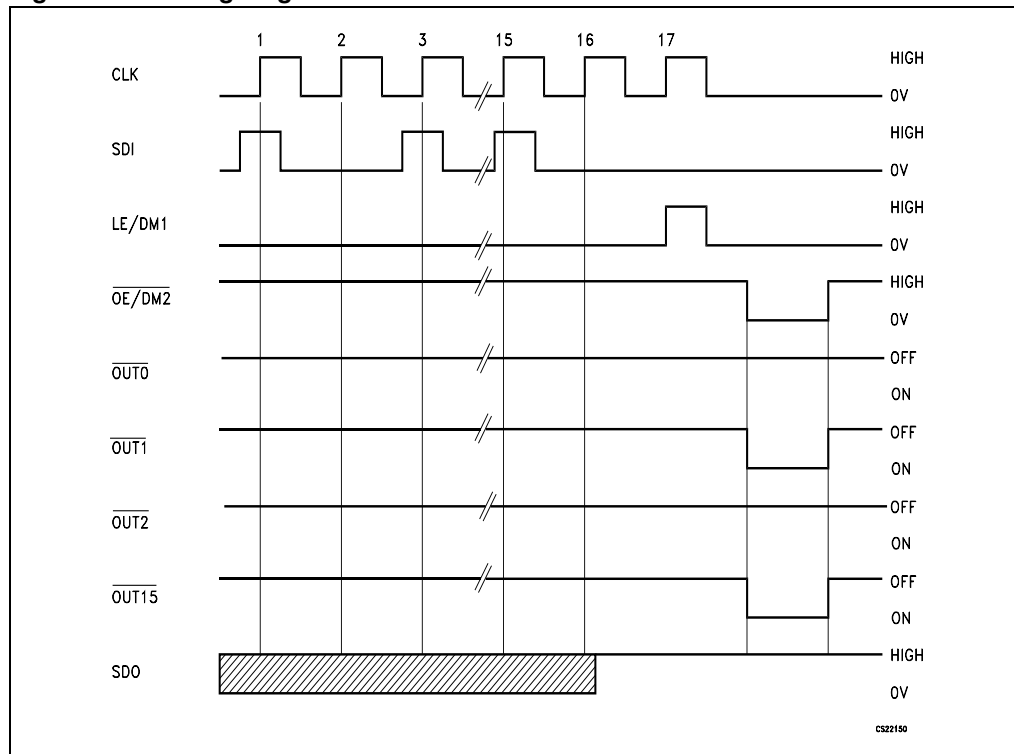 1 2 3 15 16 17
CLK
HIGH
0V
SDI
HIGH
0V
LE/DM1
HIGH
0V
OE/DM2
HIGH
0V
OUT0
OFF
ON
OUT1
OFF
ON
OUT2
OFF
ON
OUT15
OFF
ON
SDO
HIGH
0V
CS22150